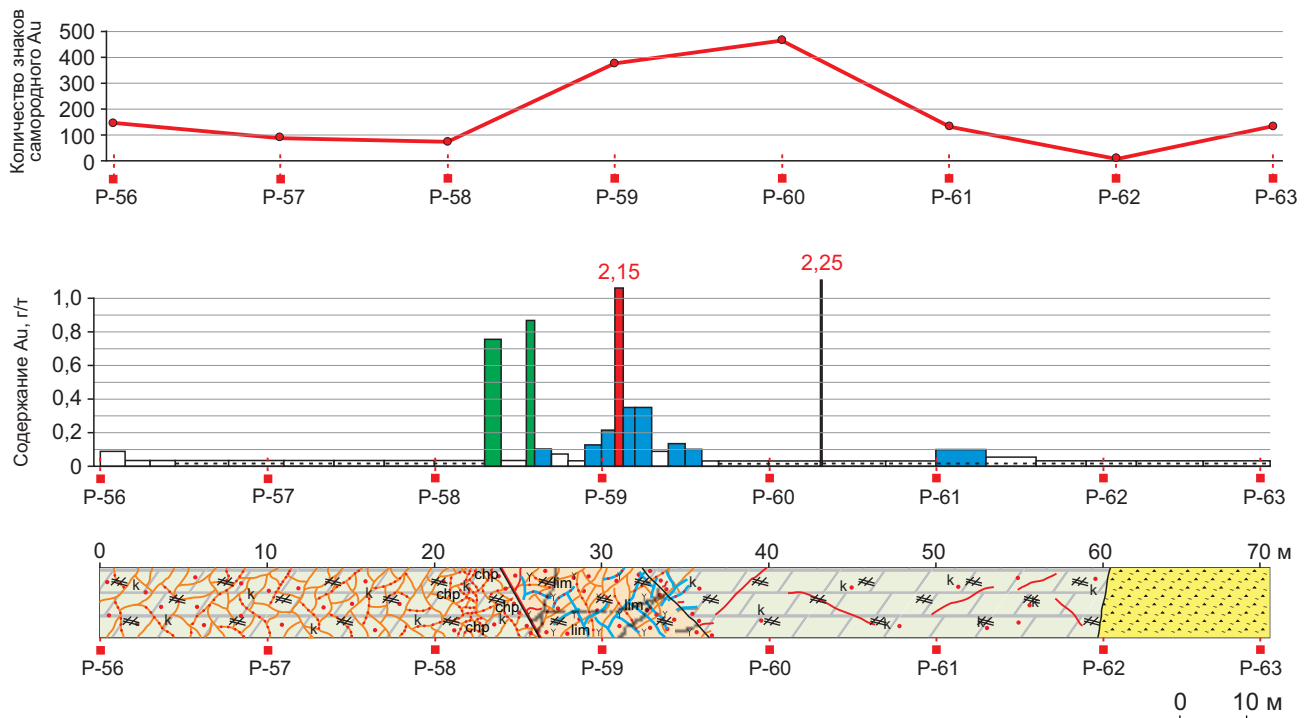 Количество знаков
самородного Au
500
400
300
200
100
0
P-56 P-57 P-58 P-59 P-60 P-61 P-62 P-63
2,15 2,25
Содержание Au, г/т
1,0
0,8
0,6
0,4
0,2
0
P-56 P-57 P-58 P-59 P-60 P-61 P-62 P-63
0 10 20 30 40 50 60 70 м
k k chp lim k k k k
k chp k lim k
k k chp lim k k k
chp
P-56 P-57 P-58 P-59 P-60 P-61 P-62 P-63
0 10 м